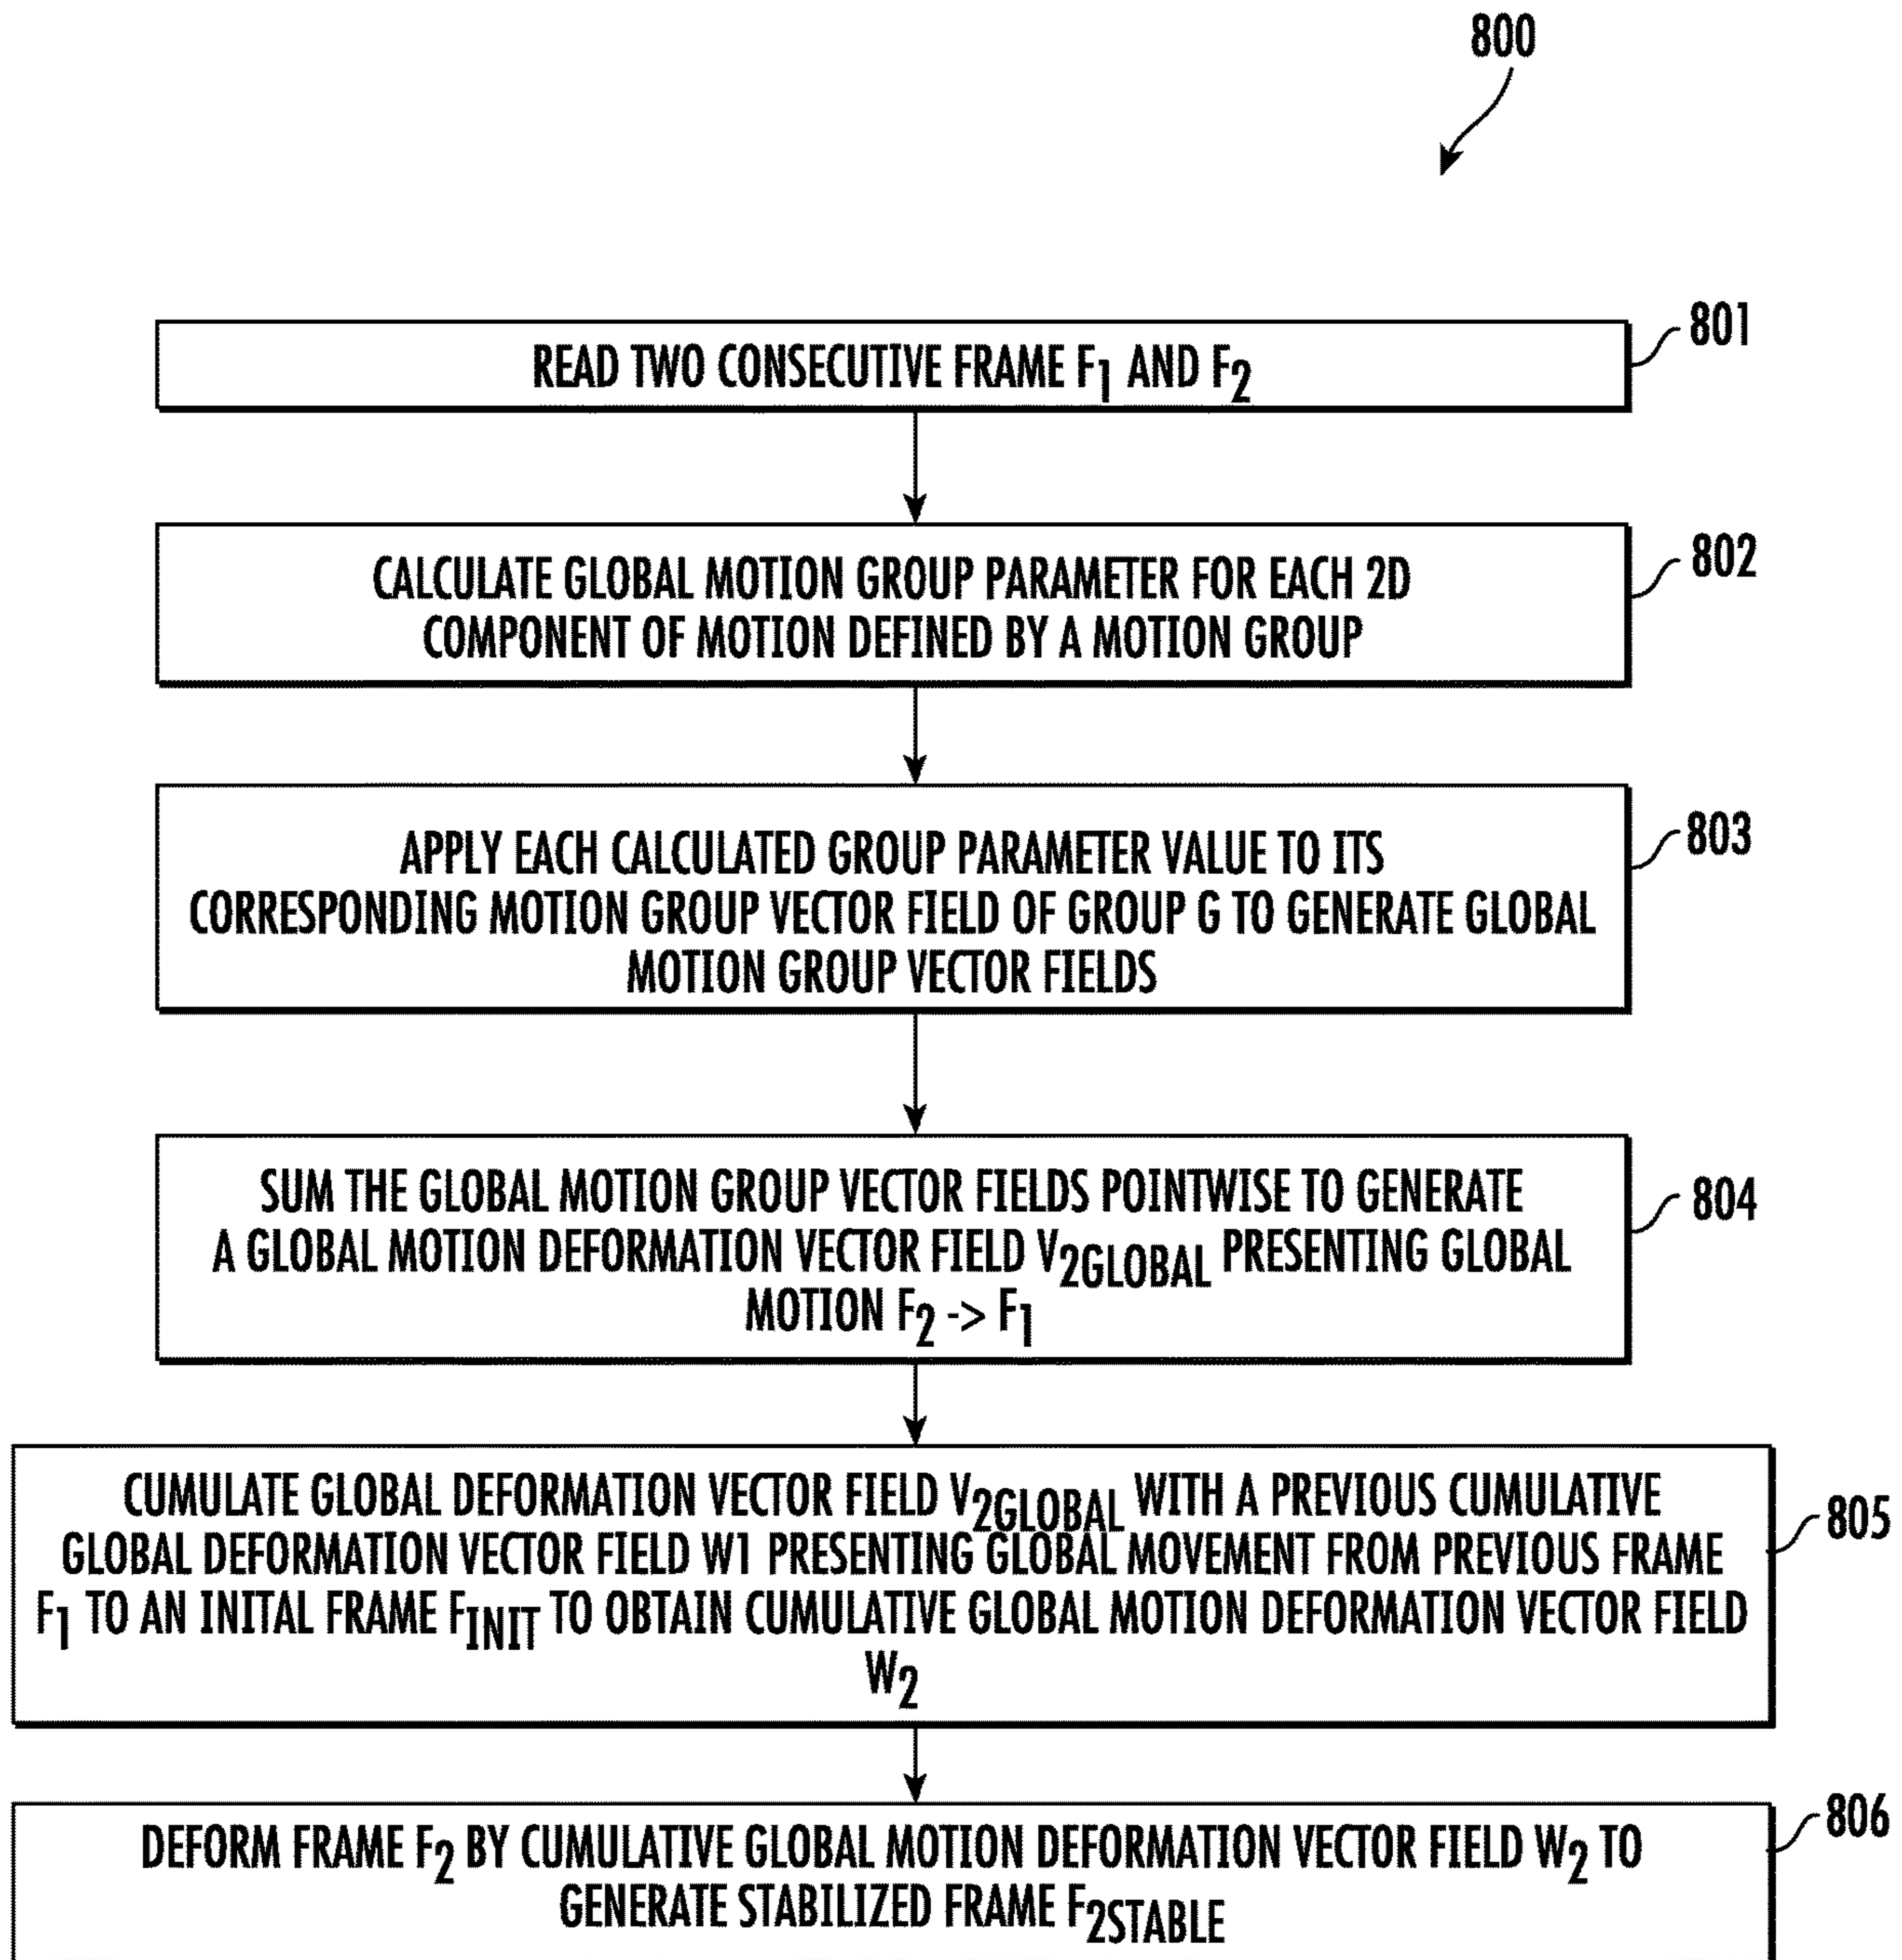 800
801
READ TWO CONSECUTIVE FRAME F1 AND F2
802
CALCULATE GLOBAL MOTION GROUP PARAMETER FOR EACH 2D
COMPONENT OF MOTION DEFINED BY A MOTION GROUP
803
APPLY EACH CALCULATED GROUP PARAMETER VALUE TO ITS
CORRESPONDING MOTION GROUP VECTOR FIELD OF GROUP G TO GENERATE GLOBAL
MOTION GROUP VECTOR FIELDS
804
SUM THE GLOBAL MOTION GROUP VECTOR FIELDS POINTWISE TO GENERATE
A GLOBAL MOTION DEFORMATION VECTOR FIELD V2GLOBAL PRESENTING GLOBAL
MOTION F2 -> F1
805
CUMULATE GLOBAL DEFORMATION VECTOR FIELD V2GLOBAL WITH A PREVIOUS CUMULATIVE
GLOBAL DEFORMATION VECTOR FIELD W1 PRESENTING GLOBAL MOVEMENT FROM PREVIOUS FRAME
F1 TO AN INITAL FRAME FINIT TO OBTAIN CUMULATIVE GLOBAL MOTION DEFORMATION VECTOR FIELD
W2
806
DEFORM FRAME F2 BY CUMULATIVE GLOBAL MOTION DEFORMATION VECTOR FIELD W2 TO
GENERATE STABILIZED FRAME F2STABLE